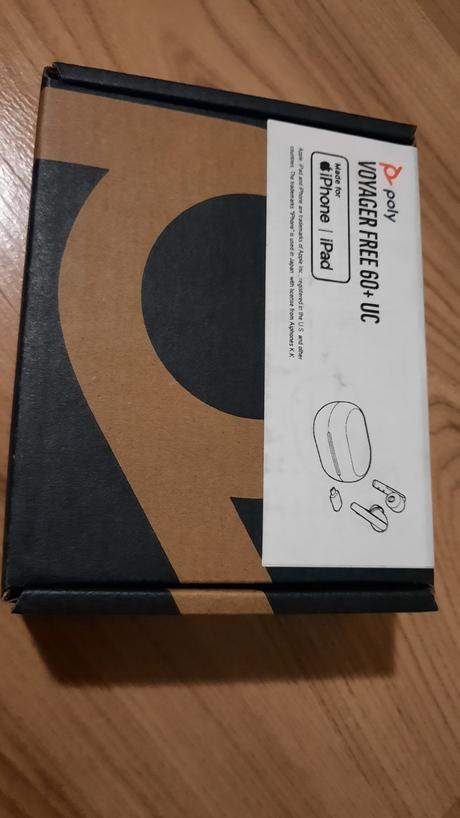 poly
VOYAGER FREE 60+ UC
Made for
iPhone | iPad
Apple, iPad and iPhone are trademarks of Apple Inc., registered in the U.S. and other
countries. The trademark "iPhone" is used in Japan with license from Aiphone K.K.